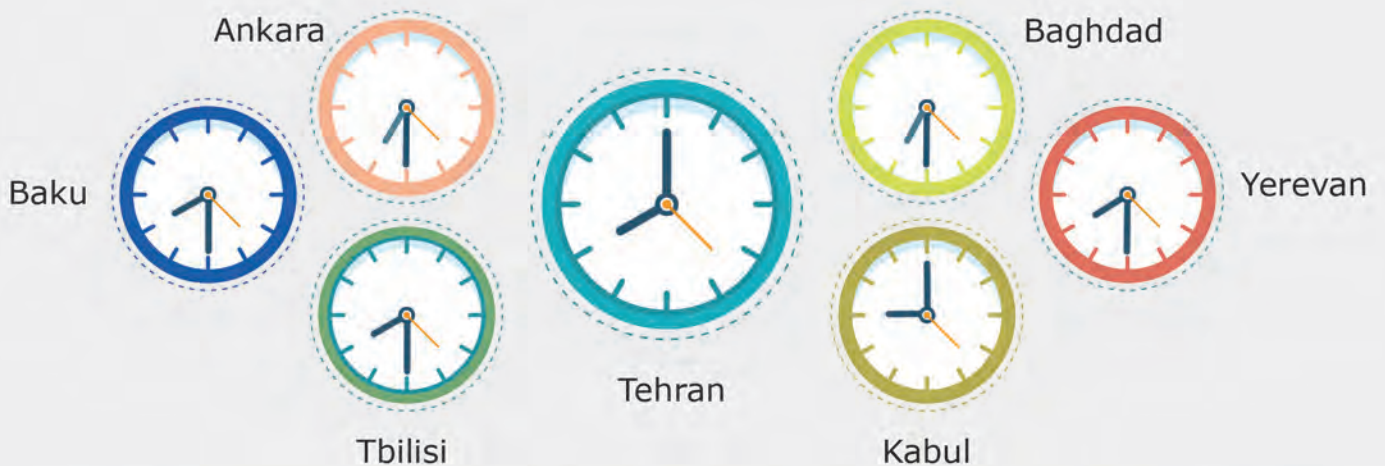 Ankara
Baghdad
Baku
Yerevan
Tehran
Tbilisi
Kabul